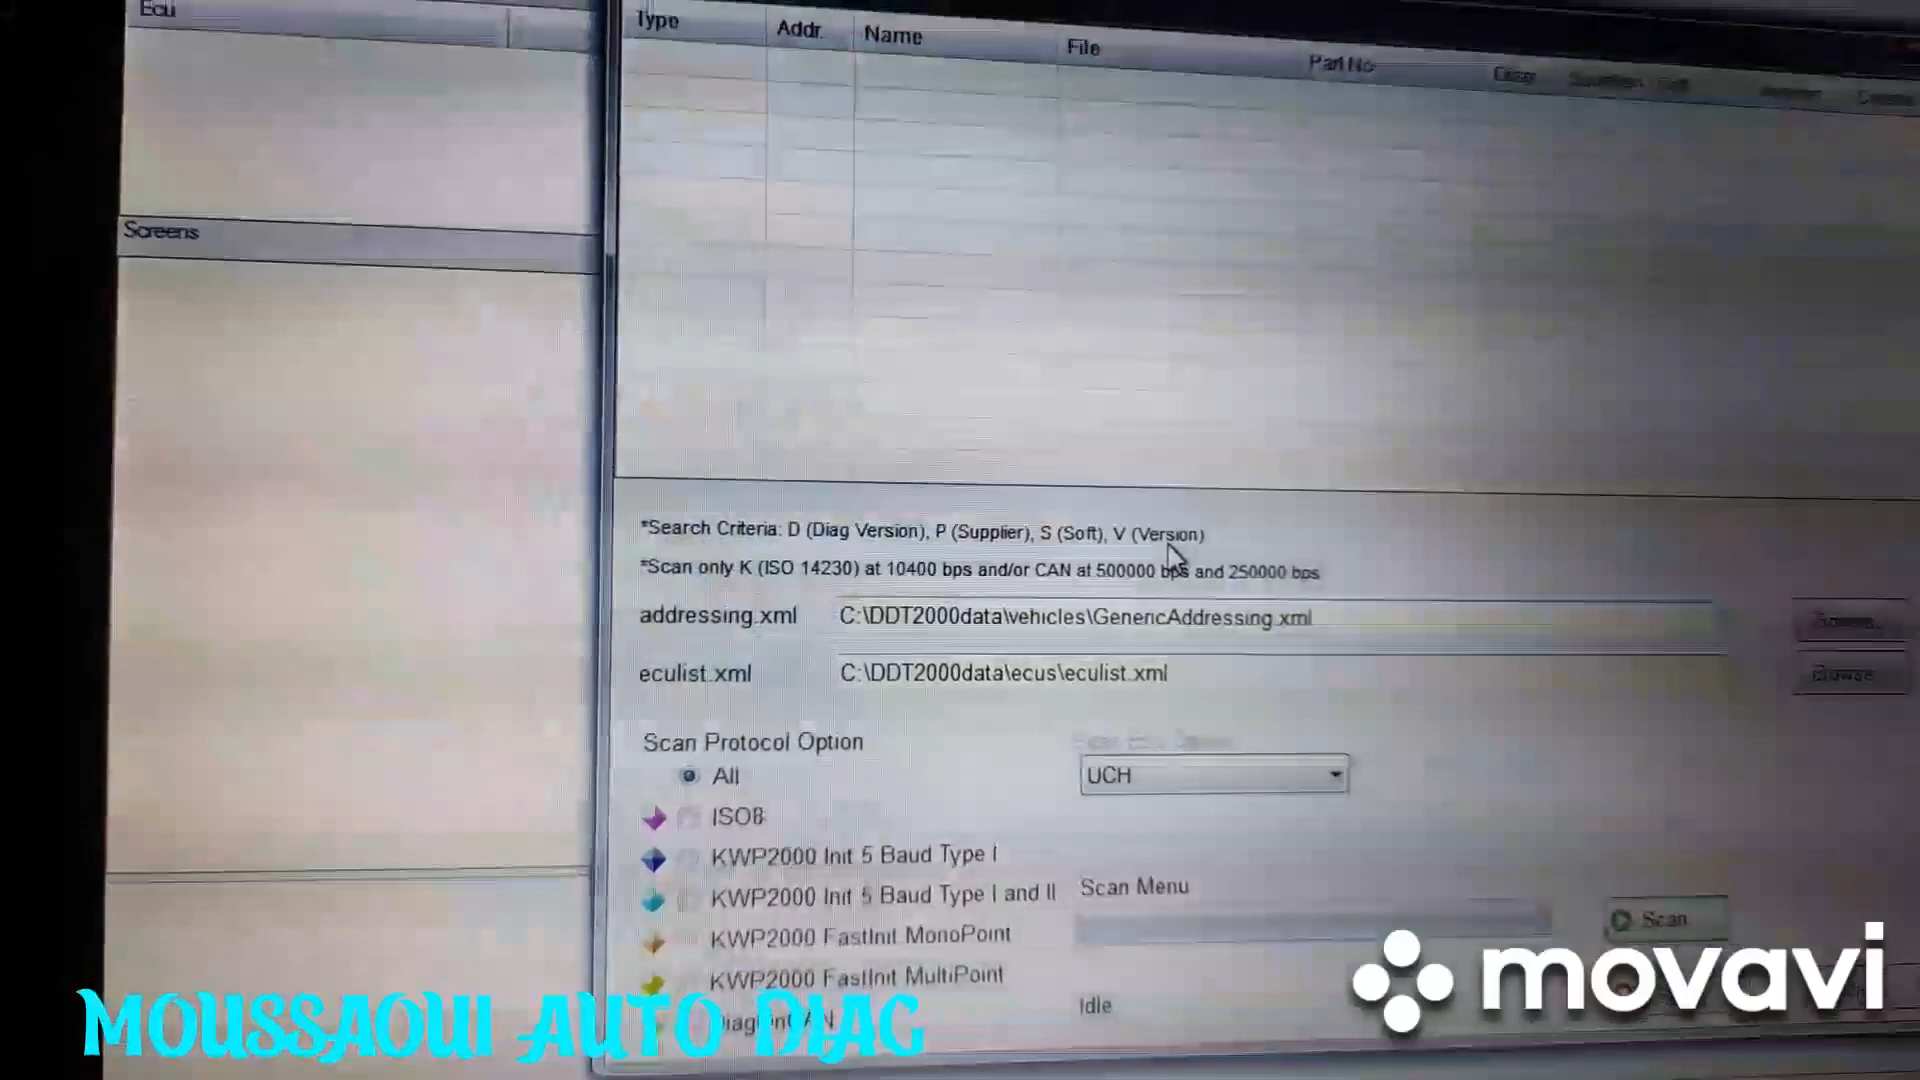 Ecu
Type Addr. Name File Part No Diag
Screens
*Search Criteria: D (Diag Version), P (Supplier), S (Soft), V (Version)
*Scan only K (ISO 14230) at 10400 bps and/or CAN at 500000 bps and 250000 bps
addressing.xml C:\DDT2000data\vehicles\GenericAddressing.xml
eculist.xml C:\DDT2000data\ecus\eculist.xml Browse
Scan Protocol Option
All UCH
ISO8
KWP2000 Init 5 Baud Type I
KWP2000 Init 5 Baud Type I and II
Scan Menu
KWP2000 FastInit MonoPoint
Scan
KWP2000 FastInit MultiPoint
DiagOnCAN
Idle
MOUSSAOUI AUTO DIAG
movavi